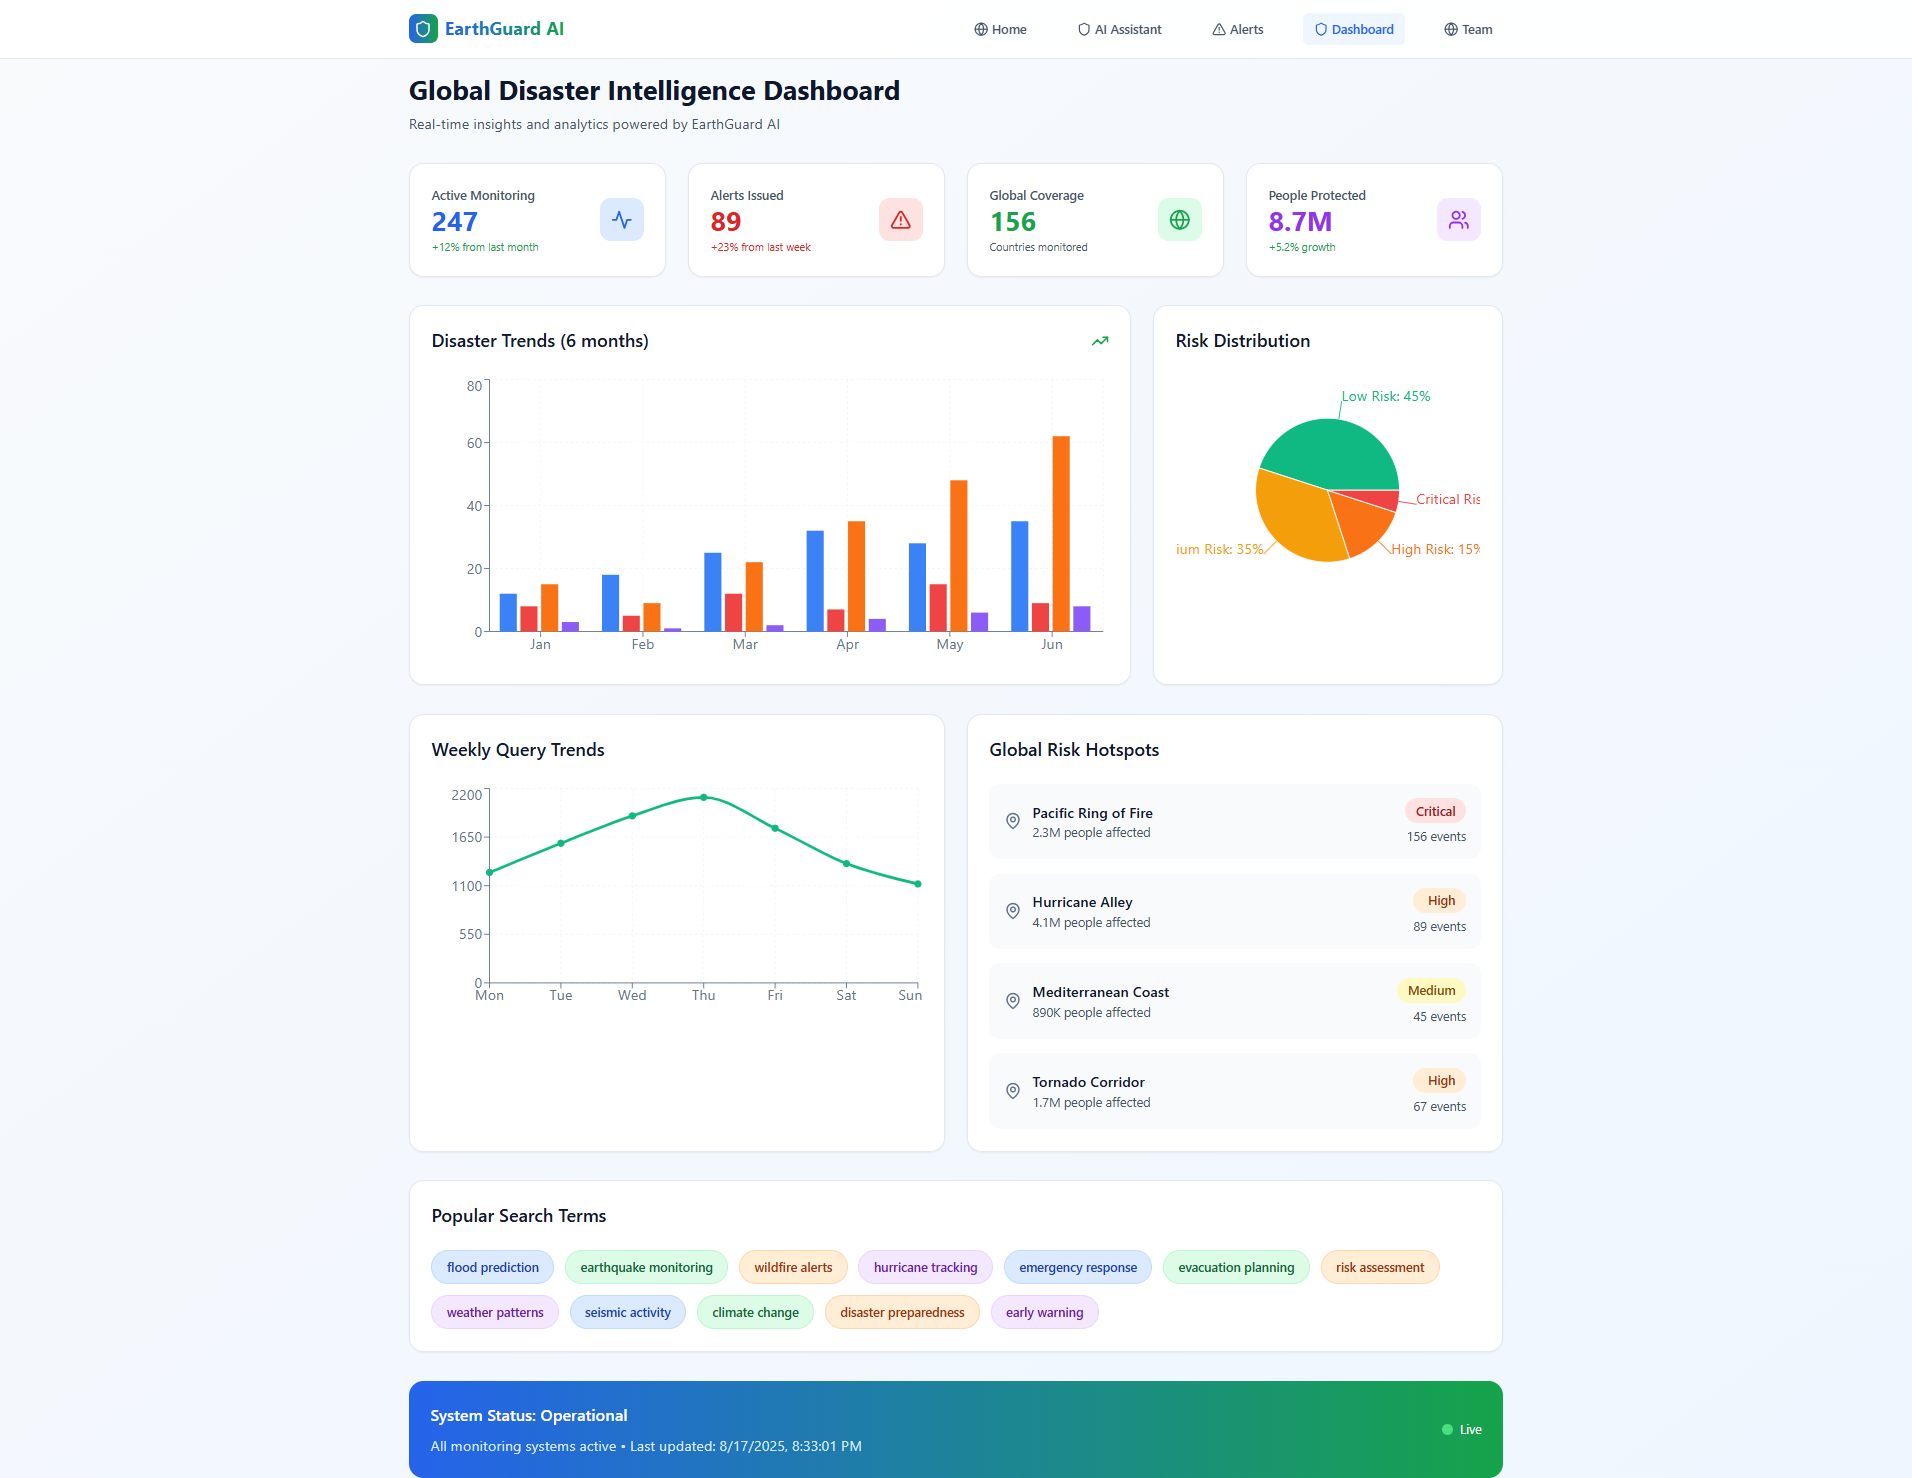 EarthGuard AI
Home
AI Assistant
Alerts
Dashboard
Team
Global Disaster Intelligence Dashboard
Real-time insights and analytics powered by EarthGuard AI
Active Monitoring
247
+12% from last month
Alerts Issued
89
+23% from last week
Global Coverage
156
Countries monitored
People Protected
8.7M
+5.2% growth
Disaster Trends (6 months)
80
60
40
20
0
Jan
Feb
Mar
Apr
May
Jun
Risk Distribution
Low Risk: 45%
Critical Ris
ium Risk: 35%
High Risk: 15%
Weekly Query Trends
2200
1650
1100
550
0
Mon
Tue
Wed
Thu
Fri
Sat
Sun
Global Risk Hotspots
Pacific Ring of Fire
2.3M people affected
Critical
156 events
Hurricane Alley
4.1M people affected
High
89 events
Mediterranean Coast
890K people affected
Medium
45 events
Tornado Corridor
1.7M people affected
High
67 events
Popular Search Terms
flood prediction
earthquake monitoring
wildfire alerts
hurricane tracking
emergency response
evacuation planning
risk assessment
weather patterns
seismic activity
climate change
disaster preparedness
early warning
System Status: Operational
All monitoring systems active • Last updated: 8/17/2025, 8:33:01 PM
Live